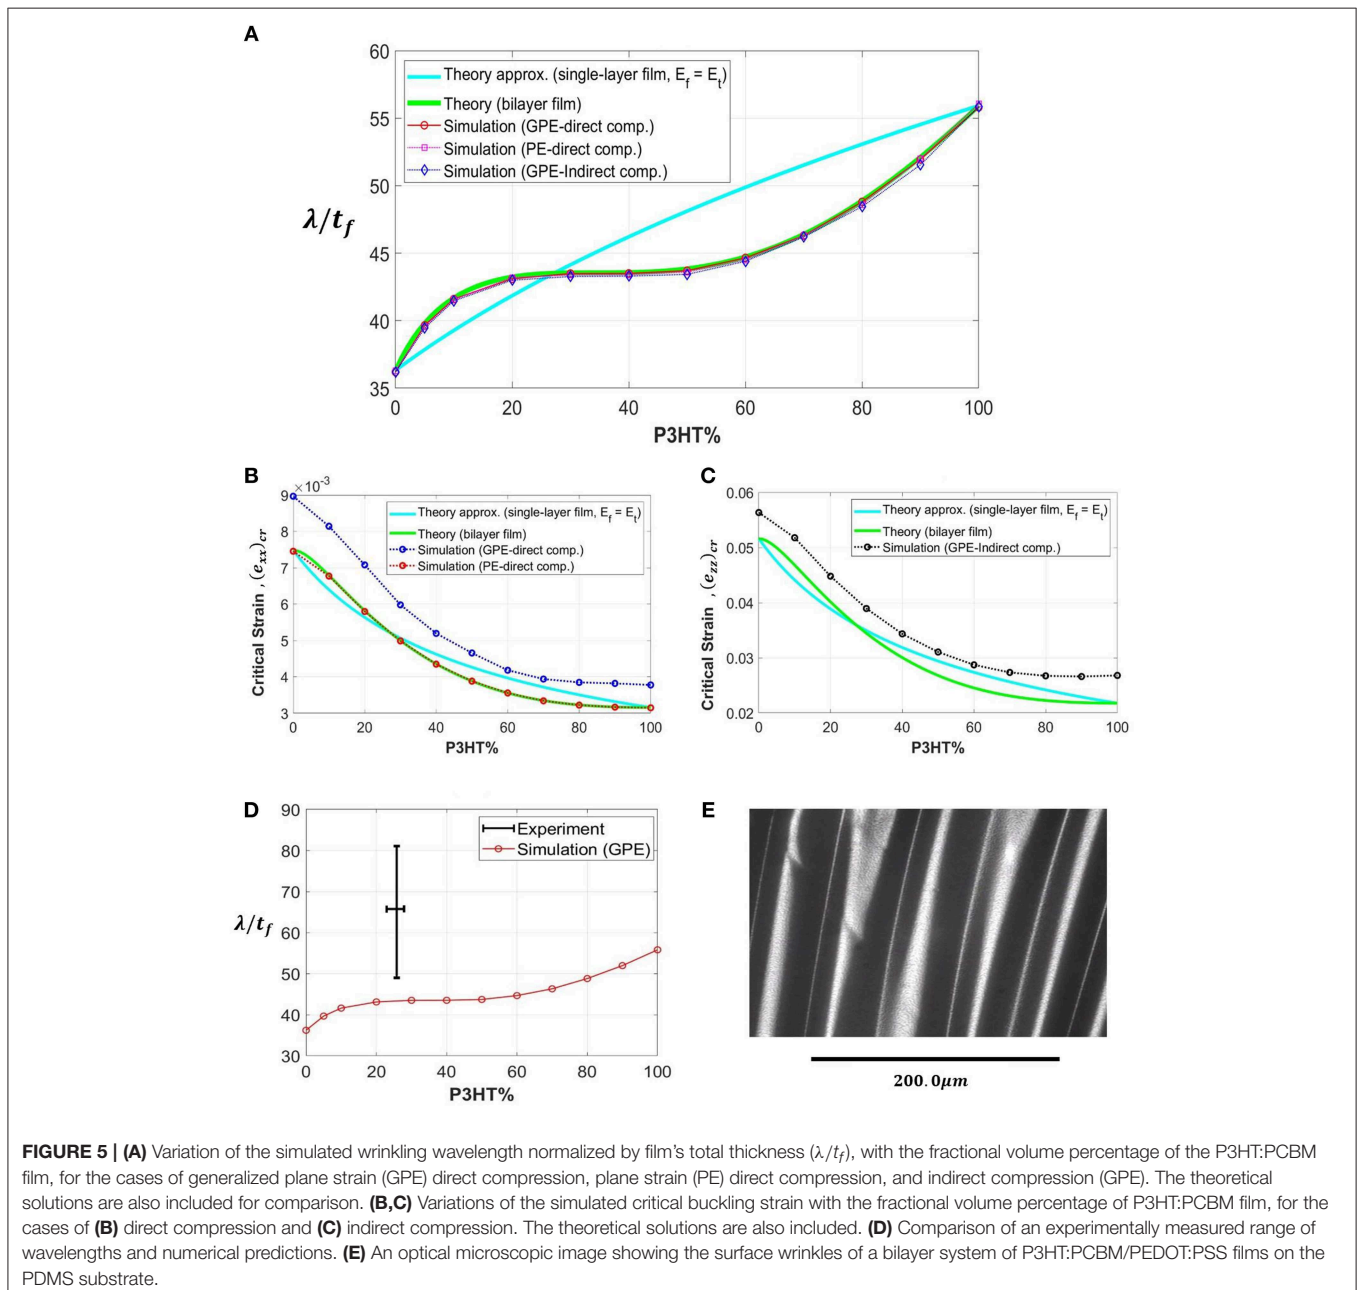 A
60
55
50
45
40
35
λ/t_f
Theory approx. (single-layer film, E_f = E_t)
Theory (bilayer film)
Simulation (GPE-direct comp.)
Simulation (PE-direct comp.)
Simulation (GPE-Indirect comp.)
0 20 40 60 80 100
P3HT%
B
×10⁻³
9
8
7
6
5
4
3
Critical Strain , (e_xx)_cr
Theory approx. (single-layer film, E_f = E_t)
Theory (bilayer film)
Simulation (GPE-direct comp.)
Simulation (PE-direct comp.)
0 20 40 60 80 100
P3HT%
C
0.06
0.05
0.04
0.03
0.02
Critical Strain , (e_zz)_cr
Theory approx. (single-layer film, E_f = E_t)
Theory (bilayer film)
Simulation (GPE-Indirect comp.)
0 20 40 60 80 100
P3HT%
D
90
80
70
60
50
40
30
λ/t_f
Experiment
Simulation (GPE)
0 20 40 60 80 100
P3HT%
E
200.0μm
FIGURE 5 | (A) Variation of the simulated wrinkling wavelength normalized by film's total thickness (λ/t_f), with the fractional volume percentage of the P3HT:PCBM
film, for the cases of generalized plane strain (GPE) direct compression, plane strain (PE) direct compression, and indirect compression (GPE). The theoretical
solutions are also included for comparison. (B,C) Variations of the simulated critical buckling strain with the fractional volume percentage of P3HT:PCBM film, for the
cases of (B) direct compression and (C) indirect compression. The theoretical solutions are also included. (D) Comparison of an experimentally measured range of
wavelengths and numerical predictions. (E) An optical microscopic image showing the surface wrinkles of a bilayer system of P3HT:PCBM/PEDOT:PSS films on the
PDMS substrate.